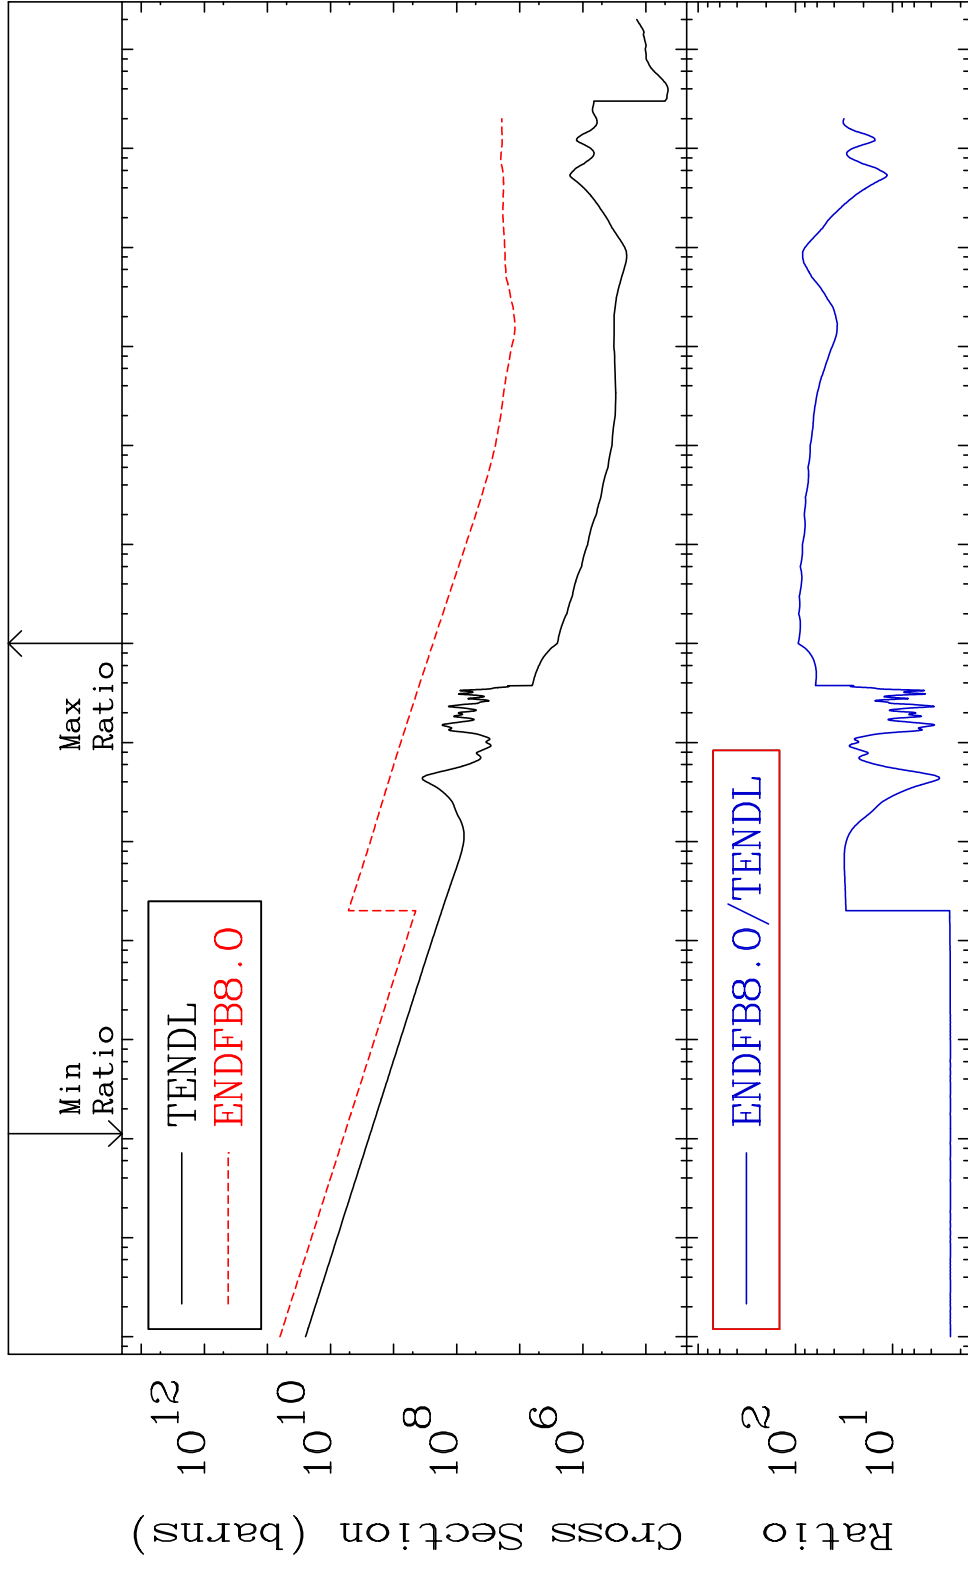 Min
Ratio
Max
Ratio
Cross Section (barns)
10 12
10 10
10 8
10 6
TENDL
ENDFB8.0
Ratio
10 2
10 1
ENDFB8.0/TENDL